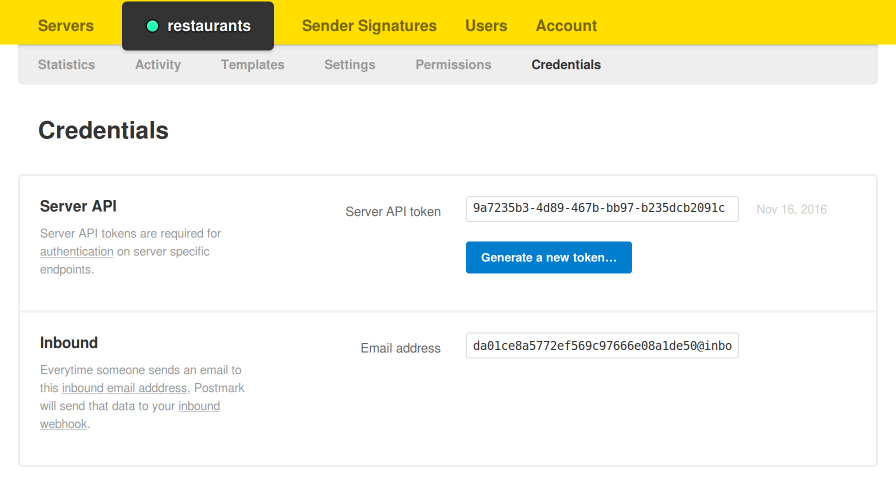 Servers restaurants Sender Signatures Users Account
Statistics Activity Templates Settings Permissions Credentials
Credentials
Server API
Server API tokens are required for
authentication on server specific
endpoints.
Server API token 9a7235b3-4d89-467b-bb97-b235dcb2091c Nov 16, 2016
Generate a new token...
Inbound
Everytime someone sends an email to
this inbound email adddress, Postmark
will send that data to your inbound
webhook.
Email address da01ce8a5772ef569c97666e08a1de50@inbo